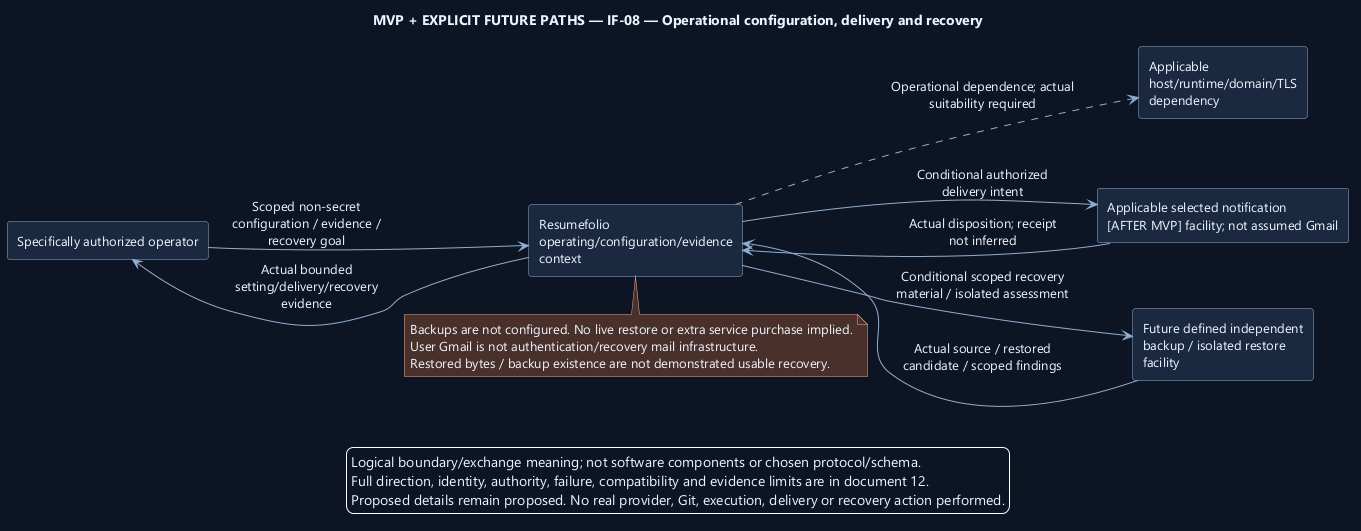 MVP + EXPLICIT FUTURE PATHS — IF-08 — Operational configuration, delivery and recovery
Applicable
host/runtime/domain/TLS
dependency
Operational dependence; actual
suitability required
Conditional authorized
delivery intent
Applicable selected notification
[AFTER MVP] facility; not assumed Gmail
Actual disposition; receipt
not inferred
Scoped non-secret
configuration / evidence /
recovery goal
Specifically authorized operator
Resumefolio
operating/configuration/evidence
context
Actual bounded
setting/delivery/recovery
evidence
Conditional scoped recovery
material / isolated assessment
Future defined independent
backup / isolated restore
facility
Actual source / restored
candidate / scoped findings
Backups are not configured. No live restore or extra service purchase implied.
User Gmail is not authentication/recovery mail infrastructure.
Restored bytes / backup existence are not demonstrated usable recovery.
Logical boundary/exchange meaning; not software components or chosen protocol/schema.
Full direction, identity, authority, failure, compatibility and evidence limits are in document 12.
Proposed details remain proposed. No real provider, Git, execution, delivery or recovery action performed.